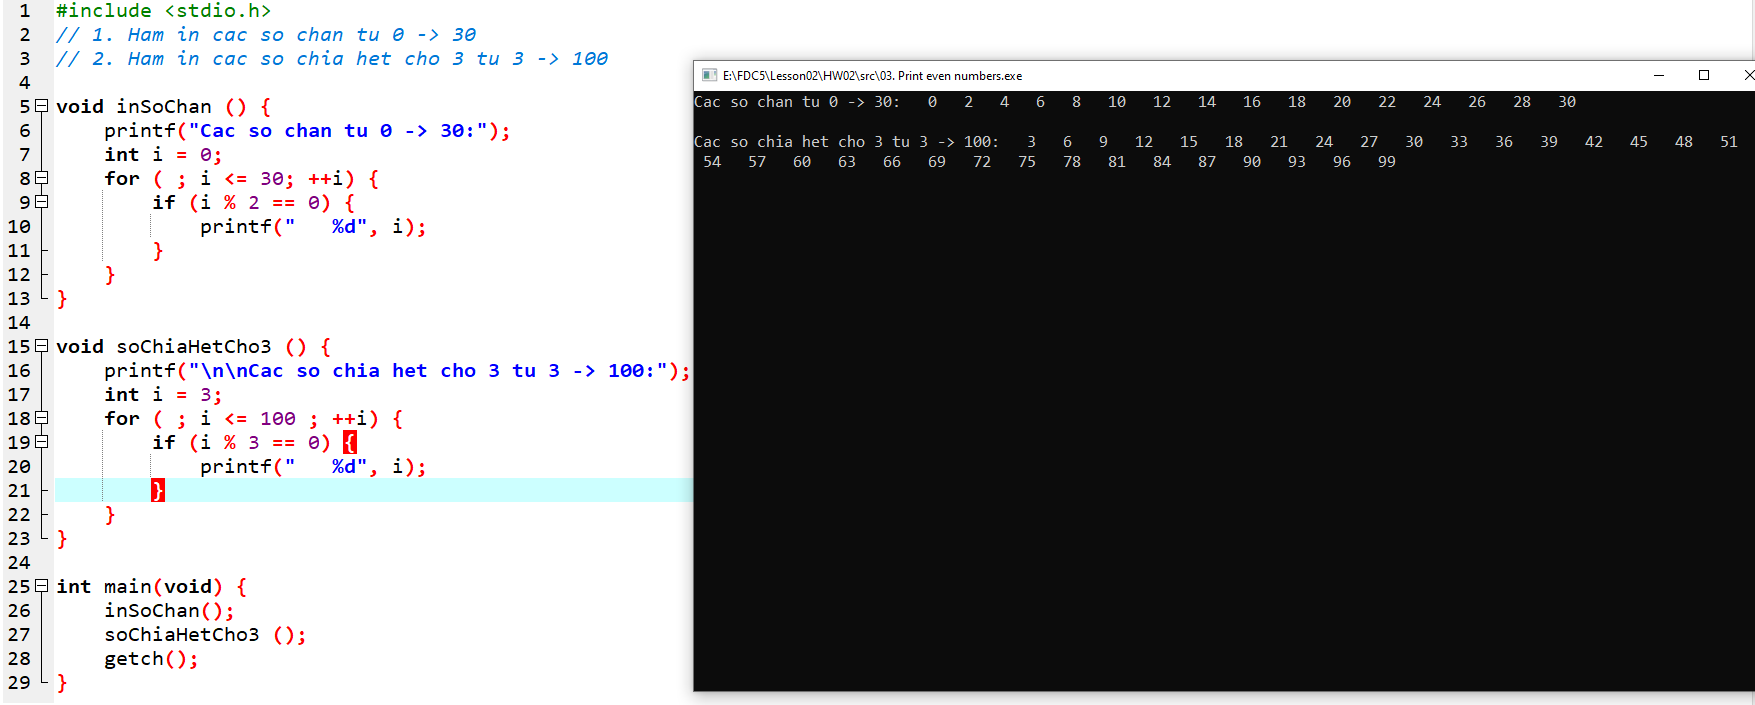 1 #include <stdio.h>
2 // 1. Ham in cac so chan tu 0 -> 30
3 // 2. Ham in cac so chia het cho 3 tu 3 -> 100
4
5 void inSoChan () {
6     printf("Cac so chan tu 0 -> 30:");
7     int i = 0;
8     for ( ; i <= 30; ++i) {
9         if (i % 2 == 0) {
10             printf("   %d", i);
11         }
12     }
13 }
14
15 void soChiaHetCho3 () {
16     printf("\n\nCac so chia het cho 3 tu 3 -> 100:");
17     int i = 3;
18     for ( ; i <= 100 ; ++i) {
19         if (i % 3 == 0) {
20             printf("   %d", i);
21         }
22     }
23 }
24
25 int main(void) {
26     inSoChan();
27     soChiaHetCho3 ();
28     getch();
29 }
E:\FDC5\Lesson02\HW02\src\03. Print even numbers.exe
Cac so chan tu 0 -> 30:   0   2   4   6   8   10   12   14   16   18   20   22   24   26   28   30
Cac so chia het cho 3 tu 3 -> 100:   3   6   9   12   15   18   21   24   27   30   33   36   39   42   45   48   51
54   57   60   63   66   69   72   75   78   81   84   87   90   93   96   99